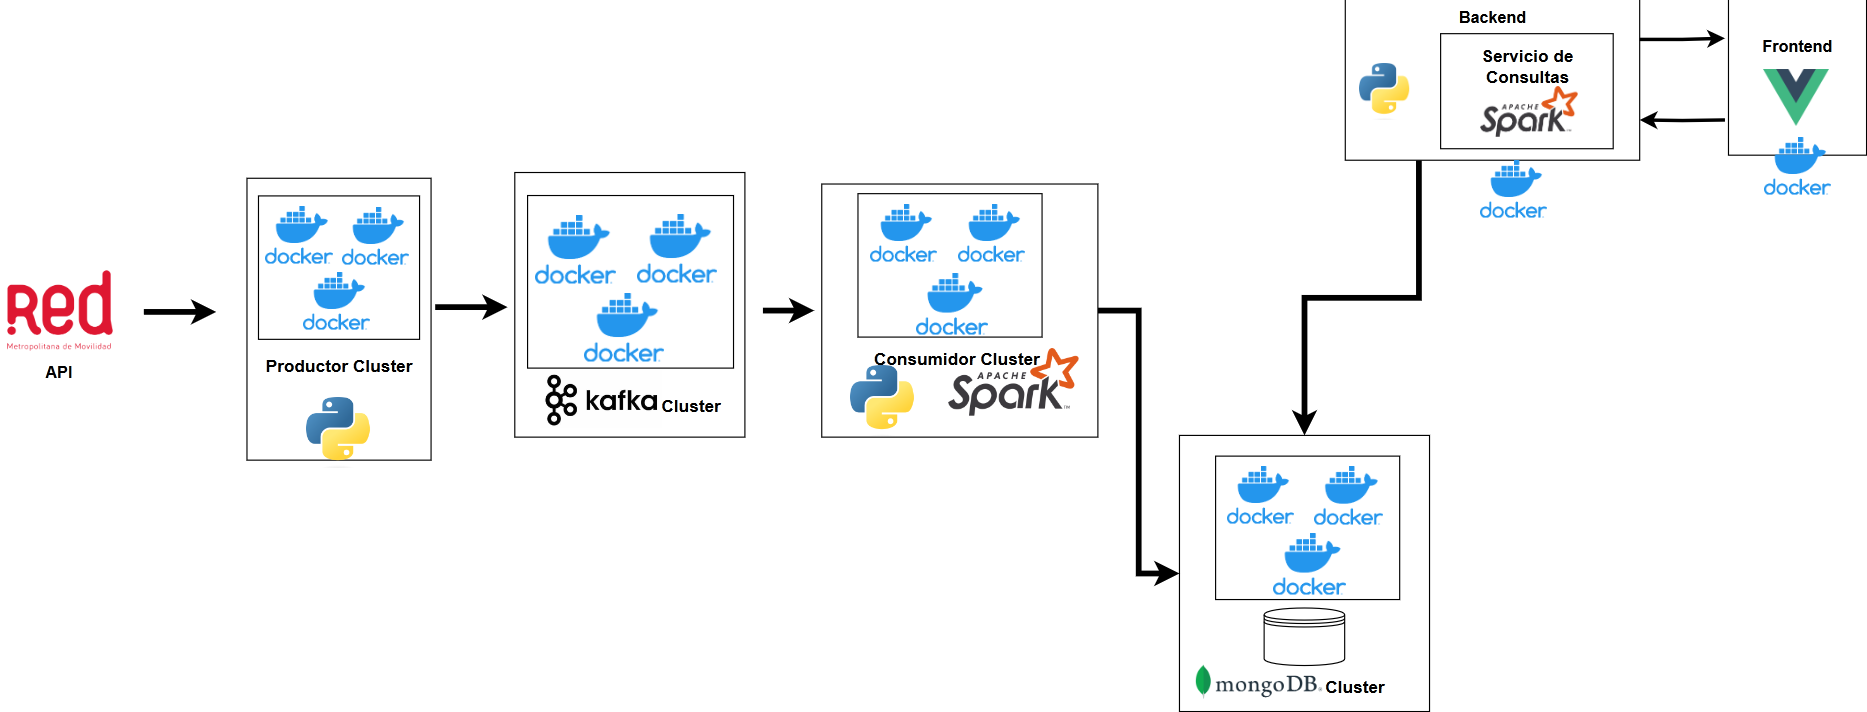 Red
Metropolitana de Movilidad
API
docker
docker
docker
Productor Cluster
docker
docker
docker
kafka Cluster
docker
docker
docker
Consumidor Cluster
APACHE
Spark
Backend
Servicio de
Consultas
APACHE
Spark
docker
Frontend
docker
docker
docker
docker
mongoDB Cluster